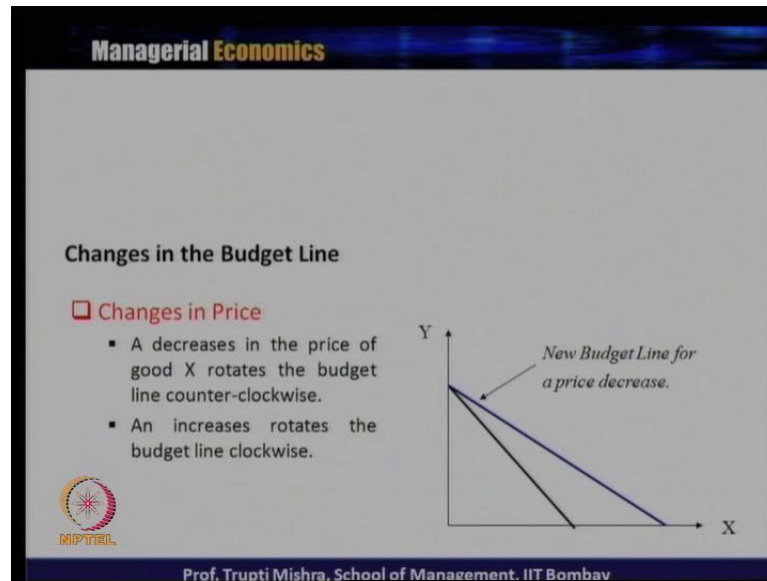 Managerial Economics
Changes in the Budget Line
Changes in Price
A decreases in the price of
good X rotates the budget
line counter-clockwise.
An increases rotates the
budget line clockwise.
Y
New Budget Line for
a price decrease.
X
NPTEL
Prof. Trupti Mishra, School of Management, IIT Bombay